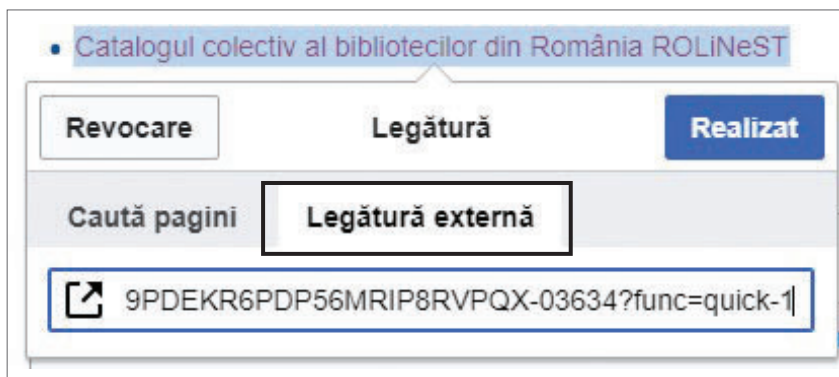 • Catalogul colectiv al bibliotecilor din România ROLiNeST
Revocare Legătură Realizat
Caută pagini Legătură externă
9PDEKR6PDP56MRIP8RVPQX-03634?func=quick-1